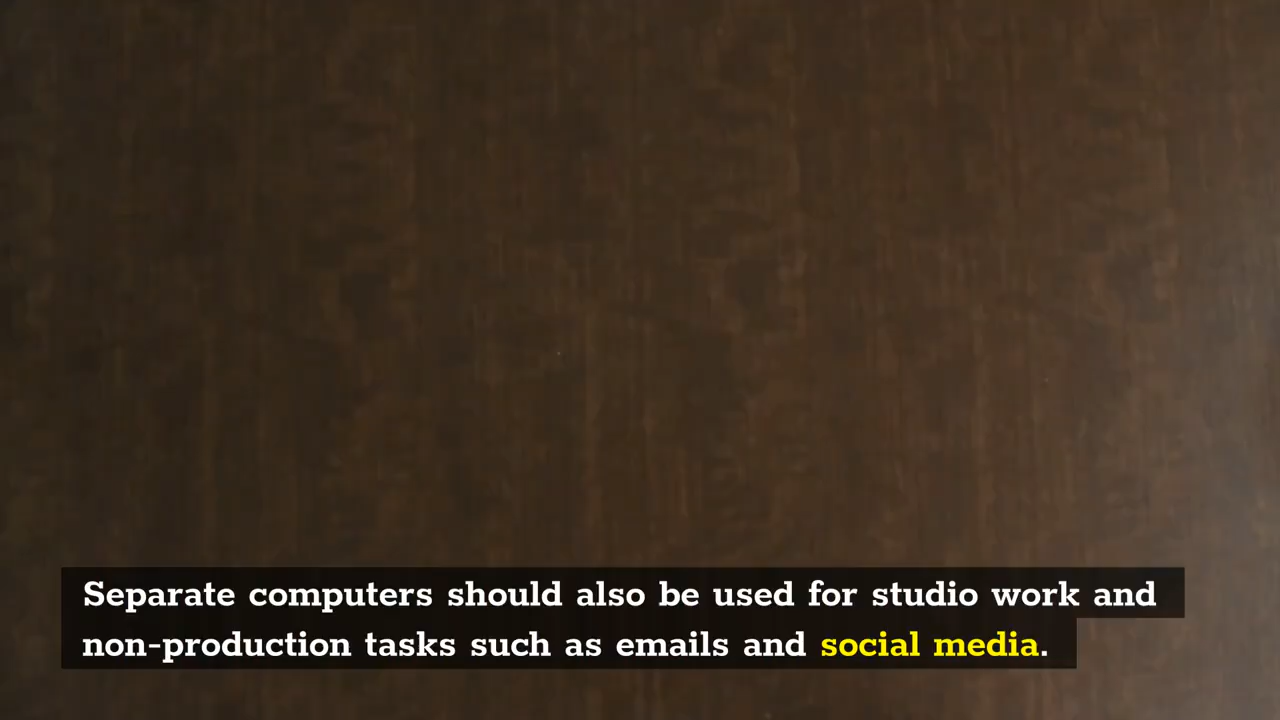 Separate computers should also be used for studio work and
non-production tasks such as emails and social media.